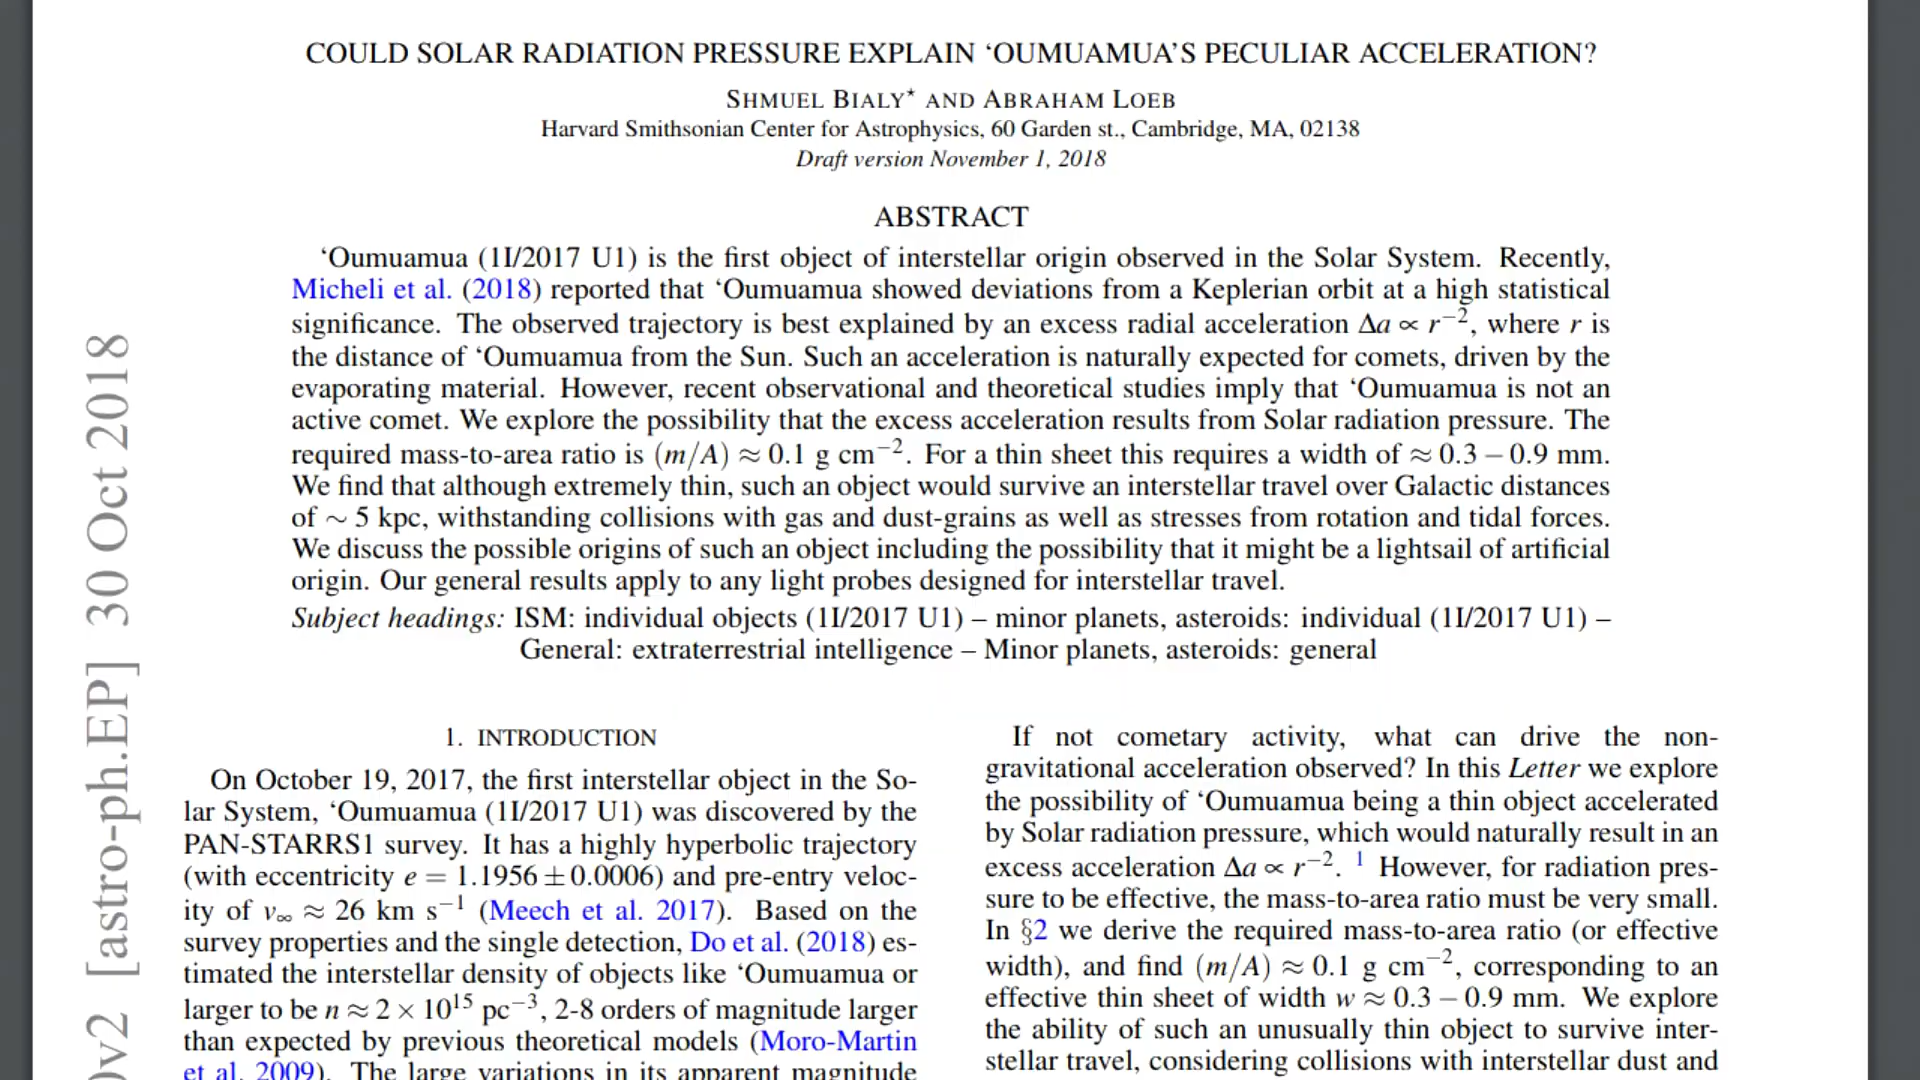 COULD SOLAR RADIATION PRESSURE EXPLAIN ‘OUMUAMUA’S PECULIAR ACCELERATION?
SHMUEL BIALY* AND ABRAHAM LOEB
Harvard Smithsonian Center for Astrophysics, 60 Garden st., Cambridge, MA, 02138
Draft version November 1, 2018
ABSTRACT
‘Oumuamua (1I/2017 U1) is the first object of interstellar origin observed in the Solar System. Recently,
Micheli et al. (2018) reported that ‘Oumuamua showed deviations from a Keplerian orbit at a high statistical
significance. The observed trajectory is best explained by an excess radial acceleration Δa ∝ r⁻², where r is
the distance of ‘Oumuamua from the Sun. Such an acceleration is naturally expected for comets, driven by the
evaporating material. However, recent observational and theoretical studies imply that ‘Oumuamua is not an
active comet. We explore the possibility that the excess acceleration results from Solar radiation pressure. The
required mass-to-area ratio is (m/A) ≈ 0.1 g cm⁻². For a thin sheet this requires a width of ≈ 0.3 – 0.9 mm.
We find that although extremely thin, such an object would survive an interstellar travel over Galactic distances
of ∼ 5 kpc, withstanding collisions with gas and dust-grains as well as stresses from rotation and tidal forces.
We discuss the possible origins of such an object including the possibility that it might be a lightsail of artificial
origin. Our general results apply to any light probes designed for interstellar travel.
Subject headings: ISM: individual objects (1I/2017 U1) – minor planets, asteroids: individual (1I/2017 U1) –
General: extraterrestrial intelligence – Minor planets, asteroids: general
1. INTRODUCTION
On October 19, 2017, the first interstellar object in the So-
lar System, ‘Oumuamua (1I/2017 U1) was discovered by the
PAN-STARRS1 survey. It has a highly hyperbolic trajectory
(with eccentricity e = 1.1956 ± 0.0006) and pre-entry veloc-
ity of v∞ ≈ 26 km s⁻¹ (Meech et al. 2017). Based on the
survey properties and the single detection, Do et al. (2018) es-
timated the interstellar density of objects like ‘Oumuamua or
larger to be n ≈ 2 × 10¹⁵ pc⁻³, 2-8 orders of magnitude larger
than expected by previous theoretical models (Moro-Martin
et al. 2009). The large variations in its apparent magnitude
If not cometary activity, what can drive the non-
gravitational acceleration observed? In this Letter we explore
the possibility of ‘Oumuamua being a thin object accelerated
by Solar radiation pressure, which would naturally result in an
excess acceleration Δa ∝ r⁻². ¹ However, for radiation pres-
sure to be effective, the mass-to-area ratio must be very small.
In §2 we derive the required mass-to-area ratio (or effective
width), and find (m/A) ≈ 0.1 g cm⁻², corresponding to an
effective thin sheet of width w ≈ 0.3 – 0.9 mm. We explore
the ability of such an unusually thin object to survive inter-
stellar travel, considering collisions with interstellar dust and
v2 [astro-ph.EP] 30 Oct 2018